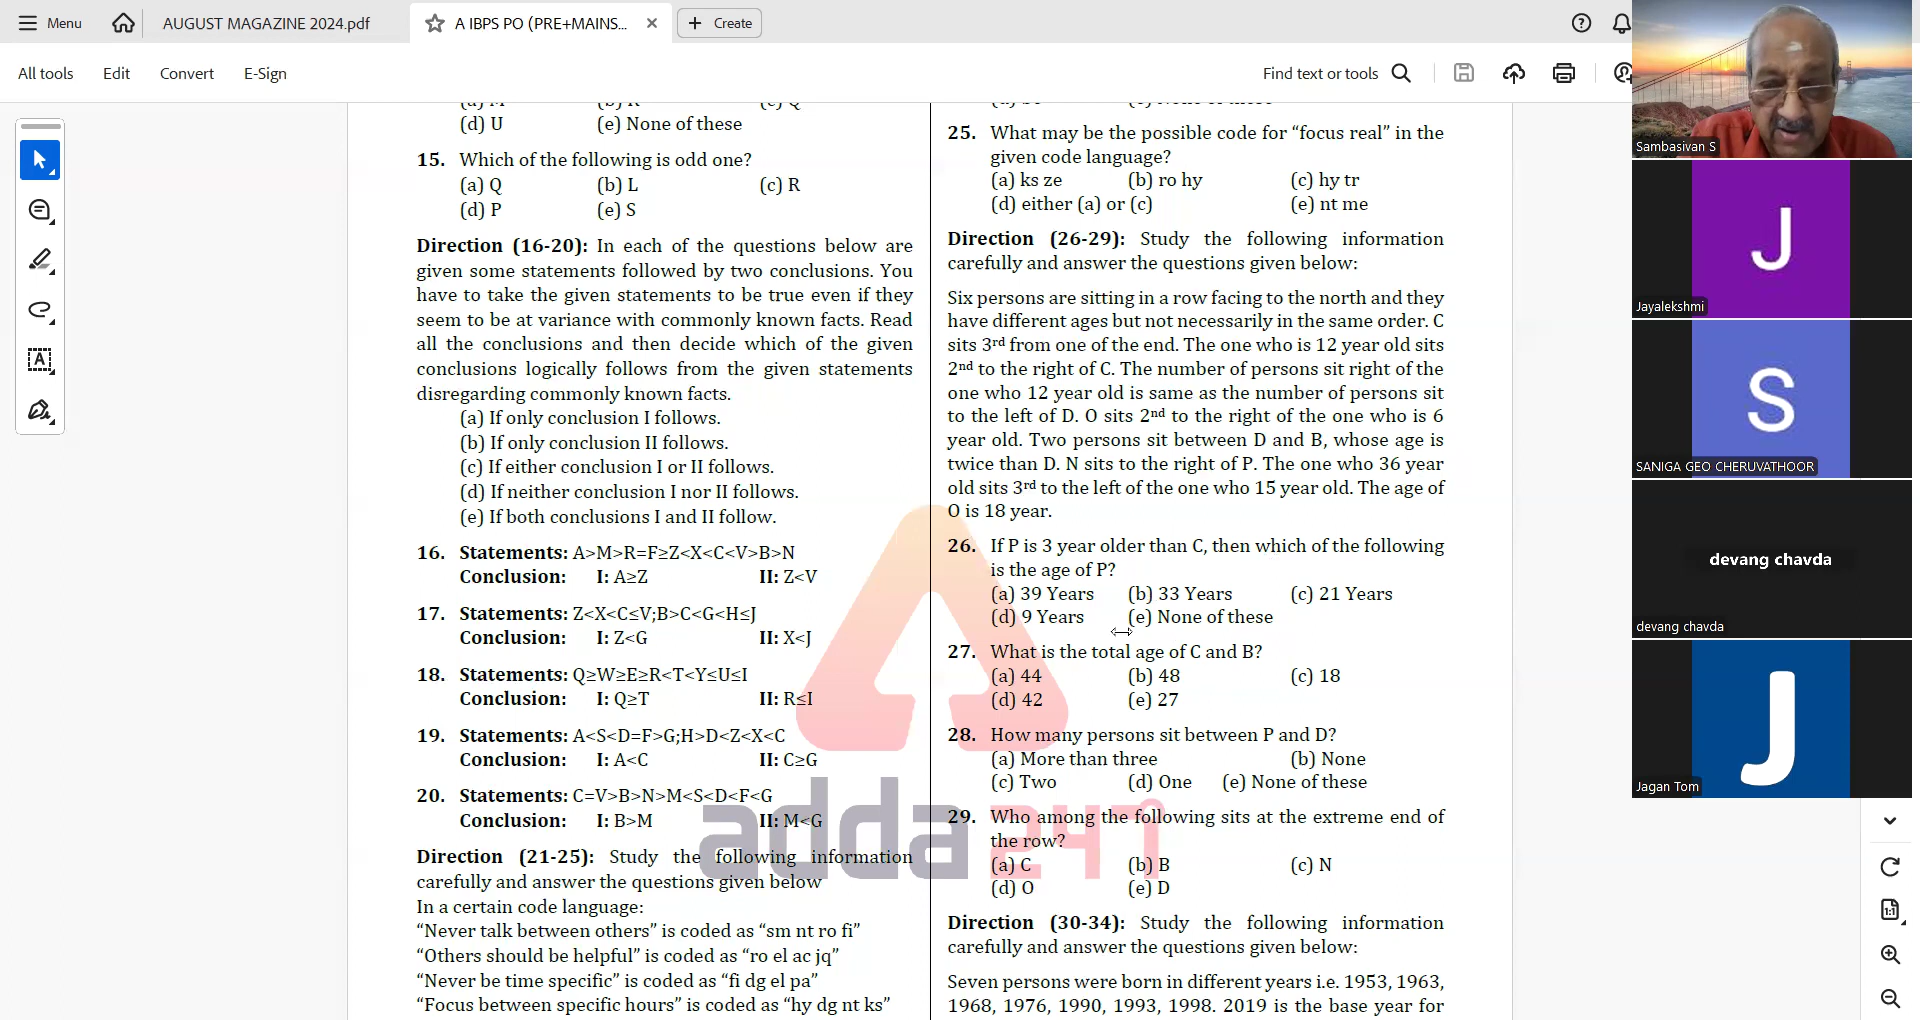 Menu
AUGUST MAGAZINE 2024.pdf
A IBPS PO (PRE+MAINS...
Create
All tools
Edit
Convert
E-Sign
Find text or tools
(d) U (e) None of these
15. Which of the following is odd one?
(a) Q (b) L (c) R
(d) P (e) S
Direction (16-20): In each of the questions below are
given some statements followed by two conclusions. You
have to take the given statements to be true even if they
seem to be at variance with commonly known facts. Read
all the conclusions and then decide which of the given
conclusions logically follows from the given statements
disregarding commonly known facts.
(a) If only conclusion I follows.
(b) If only conclusion II follows.
(c) If either conclusion I or II follows.
(d) If neither conclusion I nor II follows.
(e) If both conclusions I and II follow.
16. Statements: A>M>R=F≥Z<X<C<V>B>N
Conclusion: I: A≥Z II: Z<V
17. Statements: Z<X<C≤V;B>C<G<H≤J
Conclusion: I: Z<G II: X<J
18. Statements: Q≥W≥E≥R<T<Y≤U≤I
Conclusion: I: Q≥T II: R≤I
19. Statements: A<S<D=F>G;H>D<Z<X<C
Conclusion: I: A<C II: C≥G
20. Statements: C=V>B>N>M<S<D<F<G
Conclusion: I: B>M II: M<G
Direction (21-25): Study the following information
carefully and answer the questions given below
In a certain code language:
“Never talk between others” is coded as “sm nt ro fi”
“Others should be helpful” is coded as “ro el ac jq”
“Never be time specific” is coded as “fi dg el pa”
“Focus between specific hours” is coded as “hy dg nt ks”
25. What may be the possible code for “focus real” in the
given code language?
(a) ks ze (b) ro hy (c) hy tr
(d) either (a) or (c) (e) nt me
Direction (26-29): Study the following information
carefully and answer the questions given below:
Six persons are sitting in a row facing to the north and they
have different ages but not necessarily in the same order. C
sits 3rd from one of the end. The one who is 12 year old sits
2nd to the right of C. The number of persons sit right of the
one who 12 year old is same as the number of persons sit
to the left of D. O sits 2nd to the right of the one who is 6
year old. Two persons sit between D and B, whose age is
twice than D. N sits to the right of P. The one who 36 year
old sits 3rd to the left of the one who 15 year old. The age of
O is 18 year.
26. If P is 3 year older than C, then which of the following
is the age of P?
(a) 39 Years (b) 33 Years (c) 21 Years
(d) 9 Years (e) None of these
27. What is the total age of C and B?
(a) 44 (b) 48 (c) 18
(d) 42 (e) 27
28. How many persons sit between P and D?
(a) More than three (b) None
(c) Two (d) One (e) None of these
29. Who among the following sits at the extreme end of
the row?
(a) C (b) B (c) N
(d) O (e) D
Direction (30-34): Study the following information
carefully and answer the questions given below:
Seven persons were born in different years i.e. 1953, 1963,
1968, 1976, 1990, 1993, 1998. 2019 is the base year for
adda247
Sambasivan S
J
Jayalekshmi
S
SANIGA GEO CHERUVATHOOR
devang chavda
devang chavda
J
Jagan Tom